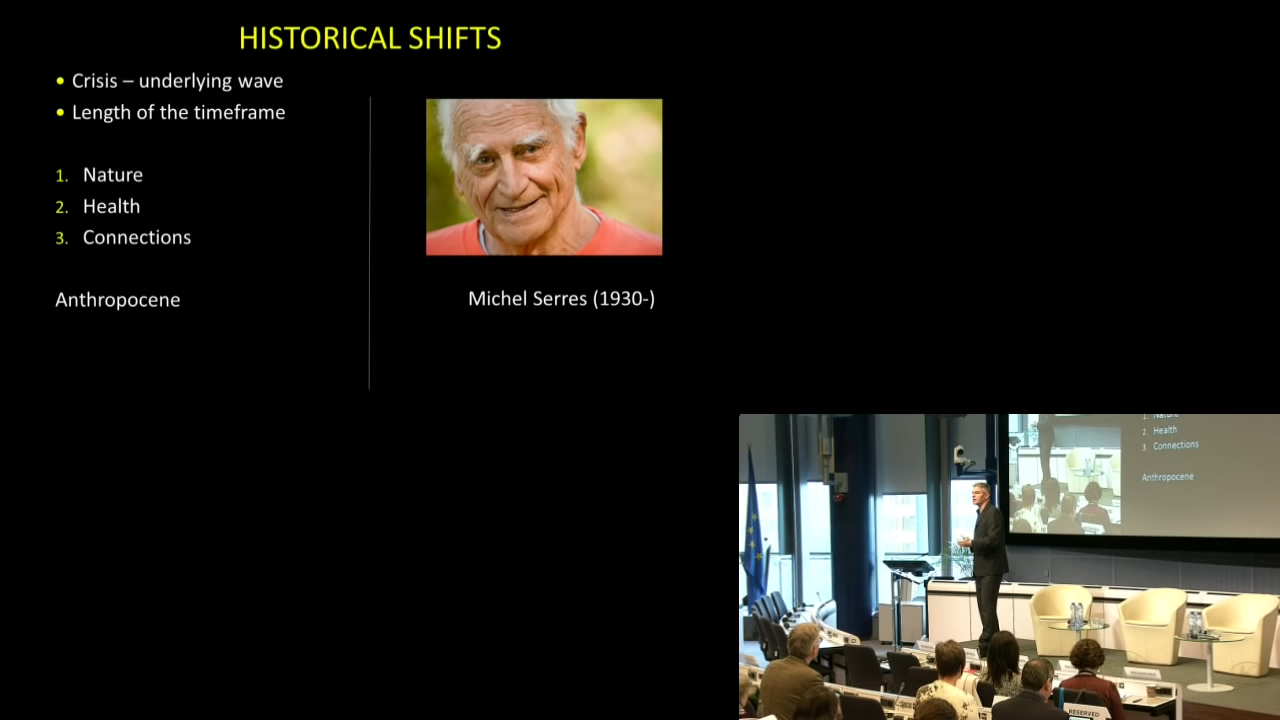 HISTORICAL SHIFTS
• Crisis – underlying wave
• Length of the timeframe
1. Nature
2. Health
3. Connections
Anthropocene
Michel Serres (1930-)
2. Health
3. Connections
Anthropocene
RESERVED